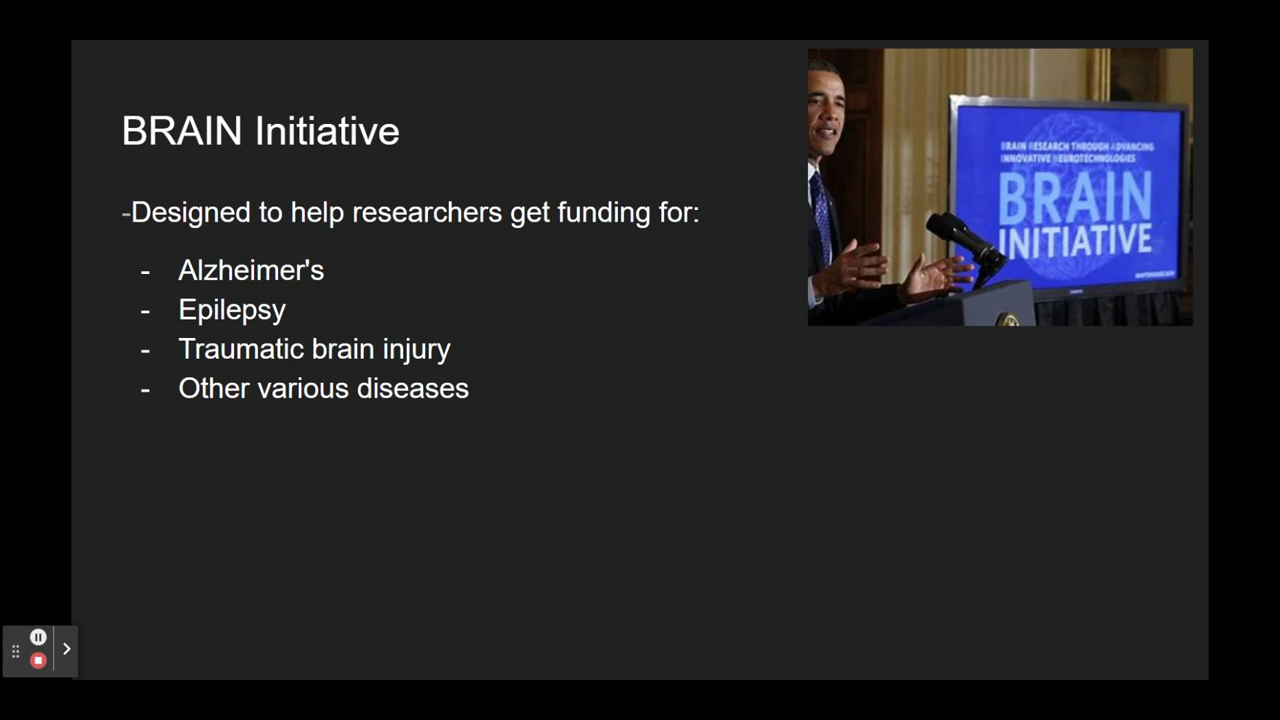 BRAIN Initiative
-Designed to help researchers get funding for:
- Alzheimer's
- Epilepsy
- Traumatic brain injury
- Other various diseases
BRAIN RESEARCH THROUGH ADVANCING
INNOVATIVE NEUROTECHNOLOGIES
BRAIN
INITIATIVE